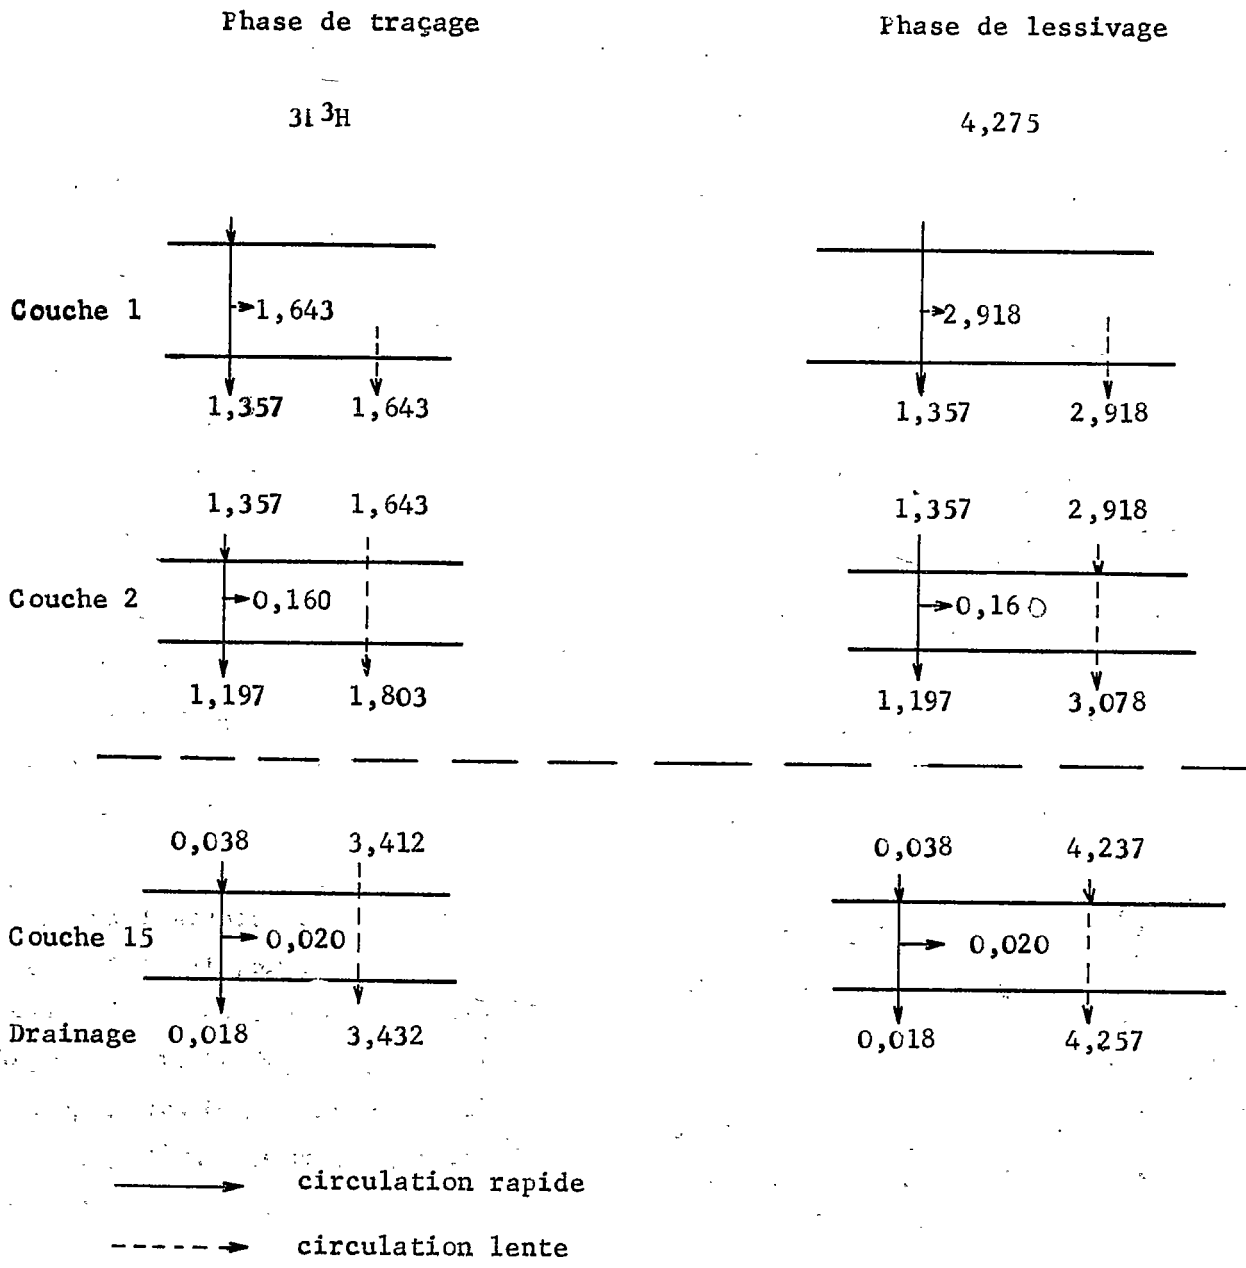 Phase de traçage Phase de lessivage
3l ³H 4,275
Couche 1 1,643 2,918
1,357 1,643 1,357 2,918
1,357 1,643 1,357 2,918
Couche 2 0,160 0,160
1,197 1,803 1,197 3,078
0,038 3,412 0,038 4,237
Couche 15 0,020 0,020
Drainage 0,018 3,432 0,018 4,257
circulation rapide
circulation lente